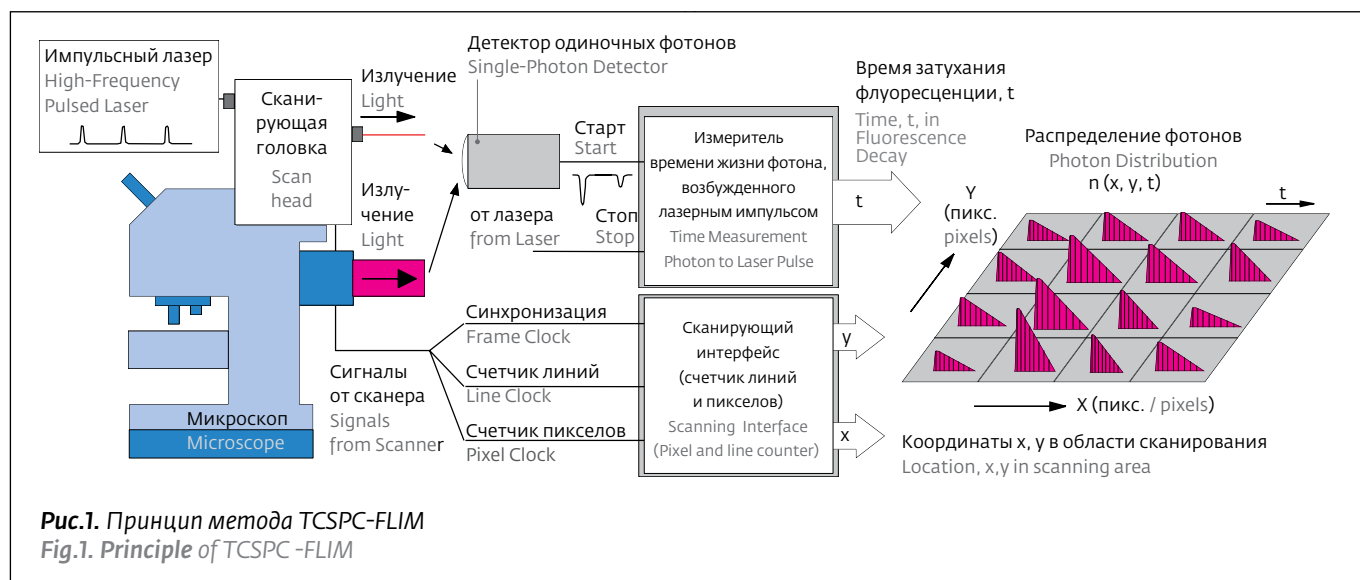 Импульсный лазер
High-Frequency
Pulsed Laser
Скани-
рующая
головка
Scan
head
Излучение
Light
Детектор одиночных фотонов
Single-Photon Detector
Старт
Start
Стоп
Stop
от лазера
from Laser
Излу-
чение
Light
Измеритель
времени жизни фотона,
возбужденного
лазерным импульсом
Time Measurement
Photon to Laser Pulse
Время затухания
флуоресценции, t
Time, t, in
Fluorescence
Decay
t
Распределение фотонов
Photon Distribution
n (x, y, t)
t
Y
(пикс.
pixels)
X (пикс. / pixels)
Микроскоп
Microscope
Сигналы
от сканера
Signals
from Scanner
Синхронизация
Frame Clock
Счетчик линий
Line Clock
Счетчик пикселов
Pixel Clock
Сканирующий
интерфейс
(счетчик линий
и пикселов)
Scanning Interface
(Pixel and line counter)
y
x
Координаты x, y в области сканирования
Location, x,y in scanning area
Рис.1. Принцип метода TCSPC-FLIM
Fig.1. Principle of TCSPC -FLIM